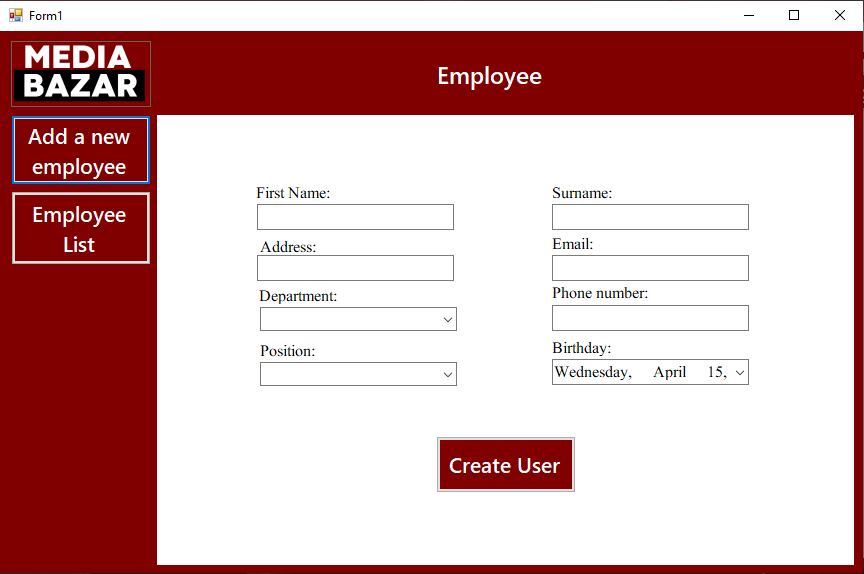 Form1
MEDIA
BAZAR
Employee
Add a new
employee
Employee
List
First Name:
Surname:
Address:
Email:
Department:
Phone number:
Position:
Birthday:
Wednesday, April 15,
Create User